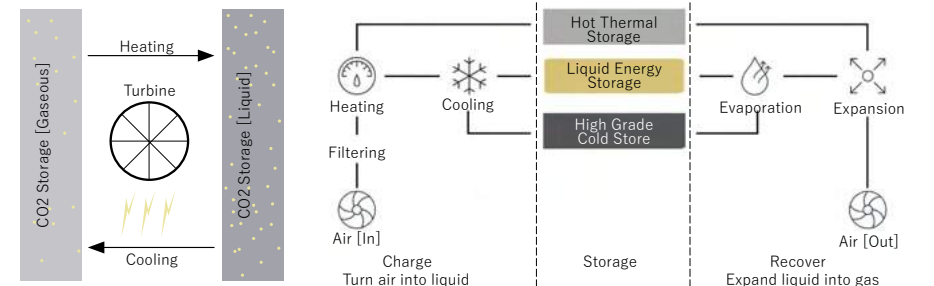 CO2 Storage [Gaseous]
Heating
Turbine
Cooling
CO2 Storage [Liquid]
Hot Thermal
Storage
Liquid Energy
Storage
High Grade
Cold Store
Heating
Cooling
Evaporation
Expansion
Filtering
Air [In]
Air [Out]
Charge
Turn air into liquid
Storage
Recover
Expand liquid into gas